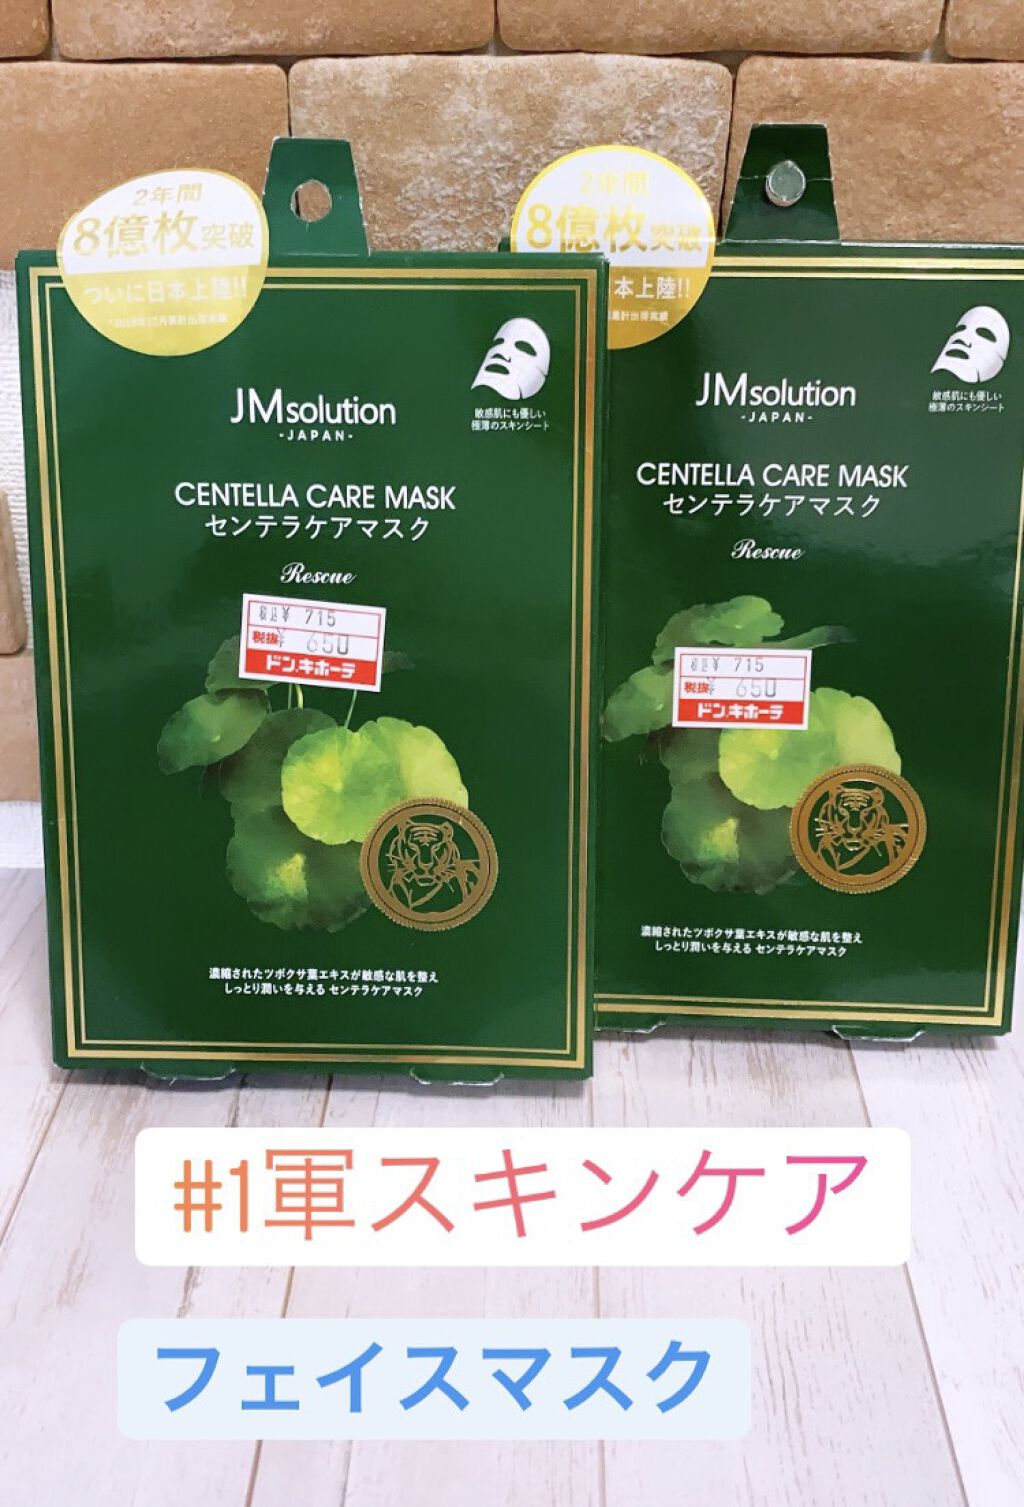 2年間
8億枚突破
ついに日本上陸!!
JMsolution
-JAPAN-
敏感肌にも優しい
極薄のスキンシート
CENTELLA CARE MASK
センテラケアマスク
Rescue
税込¥ 715
税抜¥ 650
ドン.キホーテ
濃縮されたツボクサ葉エキスが敏感な肌を整え
しっとり潤いを与える センテラケアマスク
2年間
8億枚突破
本上陸!!
JMsolution
-JAPAN-
敏感肌にも優しい
極薄のスキンシート
CENTELLA CARE MASK
センテラケアマスク
Rescue
税込¥ 715
税抜¥ 650
ドン.キホーテ
濃縮されたツボクサ葉エキスが敏感な肌を整え
しっとり潤いを与える センテラケアマスク
#1軍スキンケア
フェイスマスク